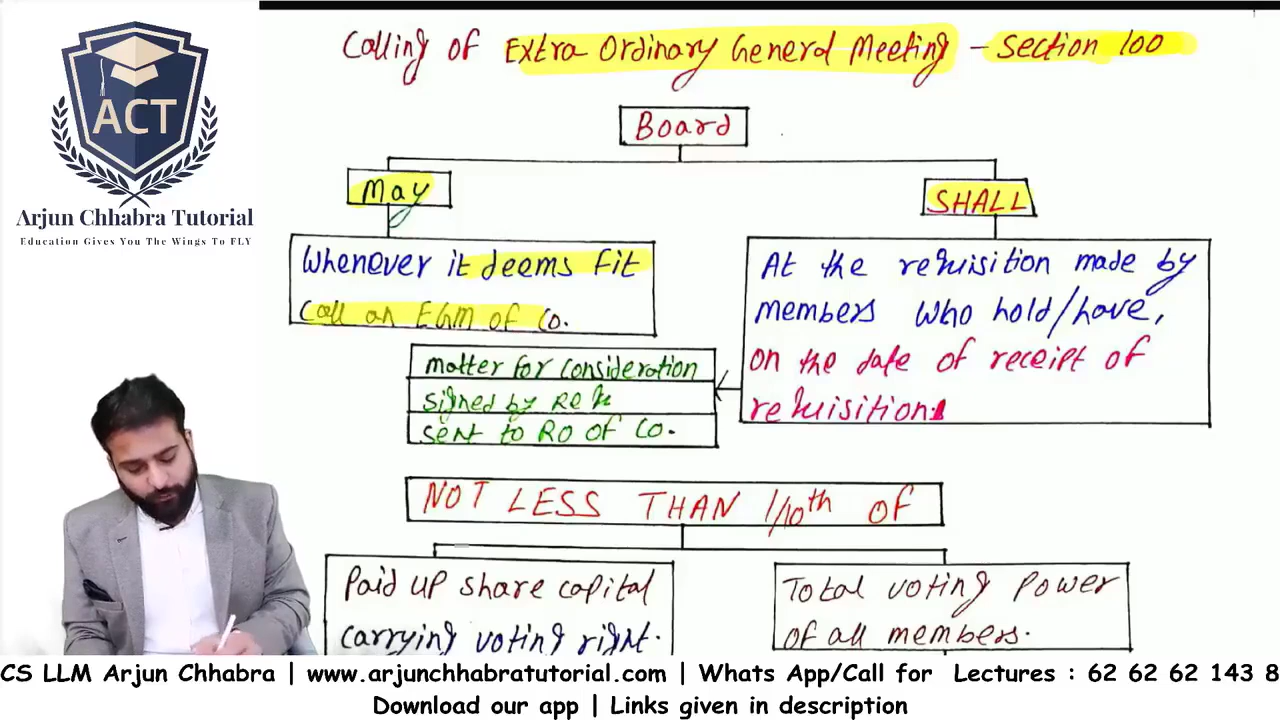 Calling of Extra Ordinary General Meeting - Section 100
Board
May
SHALL
Whenever it deems fit
Call an EGM of Co.
At the requisition made by
members who hold/have,
on the date of receipt of
requisition.
matter for consideration
signed by
sent to RO of Co.
NOT LESS THAN 1/10th OF
Paid up share capital
carrying voting right.
Total voting power
of all members.
ACT
Arjun Chhabra Tutorial
Education Gives You The Wings To FLY
CS LLM Arjun Chhabra | www.arjunchhabratutorial.com | Whats App/Call for Lectures : 62 62 62 143 8
Download our app | Links given in description